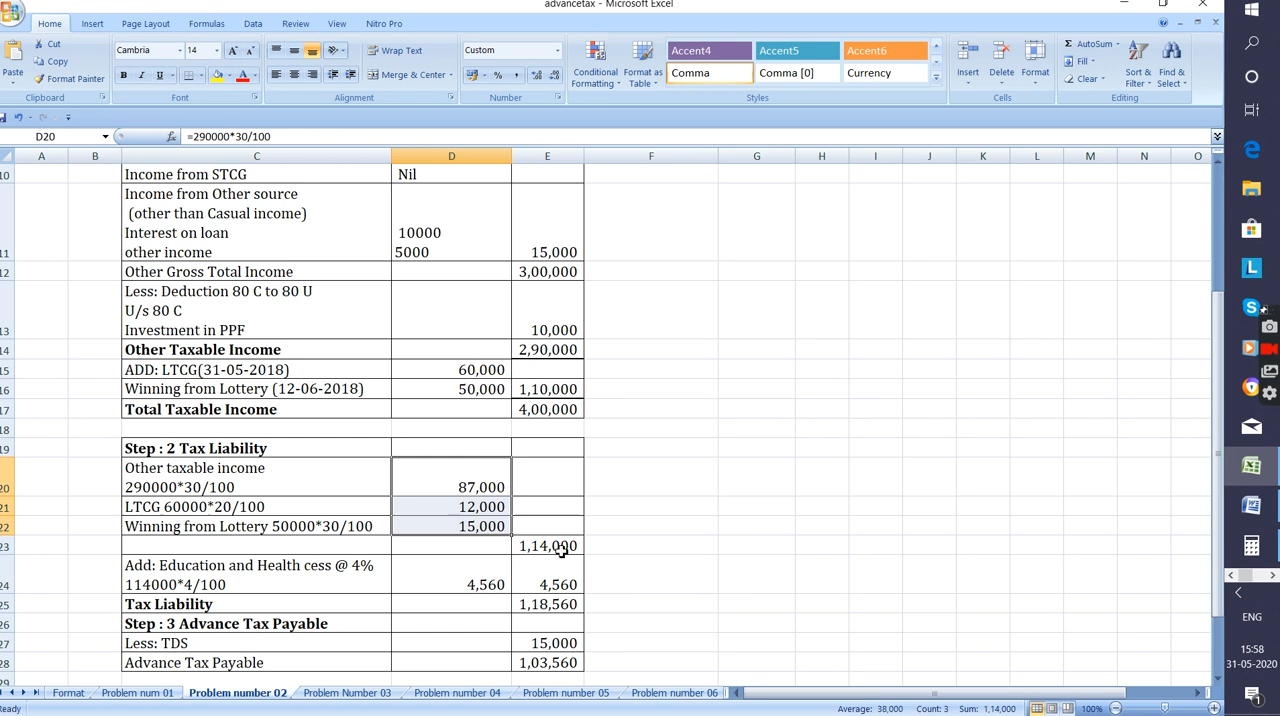 advancetax - Microsoft Excel
Home Insert Page Layout Formulas Data Review View Nitro Pro
Cut
Copy
Format Painter
Paste
Clipboard
Cambria 14
B I U
Font
Wrap Text
Merge & Center
Alignment
Custom
Number
Conditional Formatting
Format as Table
Accent4 Accent5 Accent6
Comma Comma [0] Currency
Styles
Insert Delete Format
Cells
AutoSum
Fill
Clear
Sort & Filter
Find & Select
Editing
D20 fx =290000*30/100
A B C D E F G H I J K L M N O
10 Income from STCG Nil
Income from Other source
(other than Casual income)
Interest on loan 10000
11 other income 5000 15,000
12 Other Gross Total Income 3,00,000
Less: Deduction 80 C to 80 U
U/s 80 C
13 Investment in PPF 10,000
14 Other Taxable Income 2,90,000
15 ADD: LTCG(31-05-2018) 60,000
16 Winning from Lottery (12-06-2018) 50,000 1,10,000
17 Total Taxable Income 4,00,000
18
19 Step : 2 Tax Liability
Other taxable income
20 290000*30/100 87,000
21 LTCG 60000*20/100 12,000
22 Winning from Lottery 50000*30/100 15,000
23 1,14,000
Add: Education and Health cess @ 4%
24 114000*4/100 4,560 4,560
25 Tax Liability 1,18,560
26 Step : 3 Advance Tax Payable
27 Less: TDS 15,000
28 Advance Tax Payable 1,03,560
29
Format Problem num 01 Problem number 02 Problem Number 03 Problem number 04 Problem number 05 Problem number 06
Ready Average: 38,000 Count: 3 Sum: 1,14,000 100%
ENG
15:58
31-05-2020
1